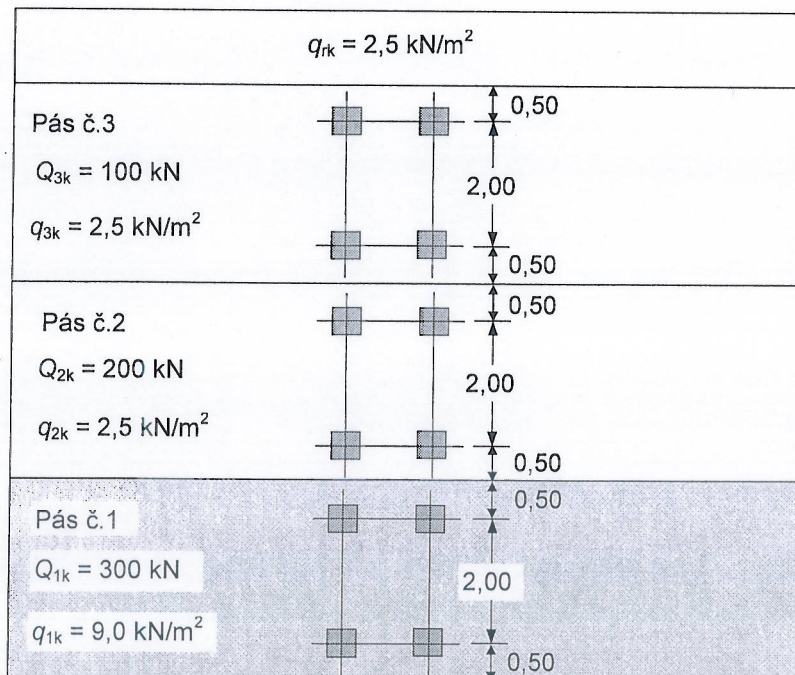 q_rk = 2,5 kN/m²
0,50
Pás č.3
Q_3k = 100 kN
2,00
q_3k = 2,5 kN/m²
0,50
0,50
Pás č.2
Q_2k = 200 kN
2,00
q_2k = 2,5 kN/m²
0,50
0,50
Pás č.1
Q_1k = 300 kN
2,00
q_1k = 9,0 kN/m²
0,50